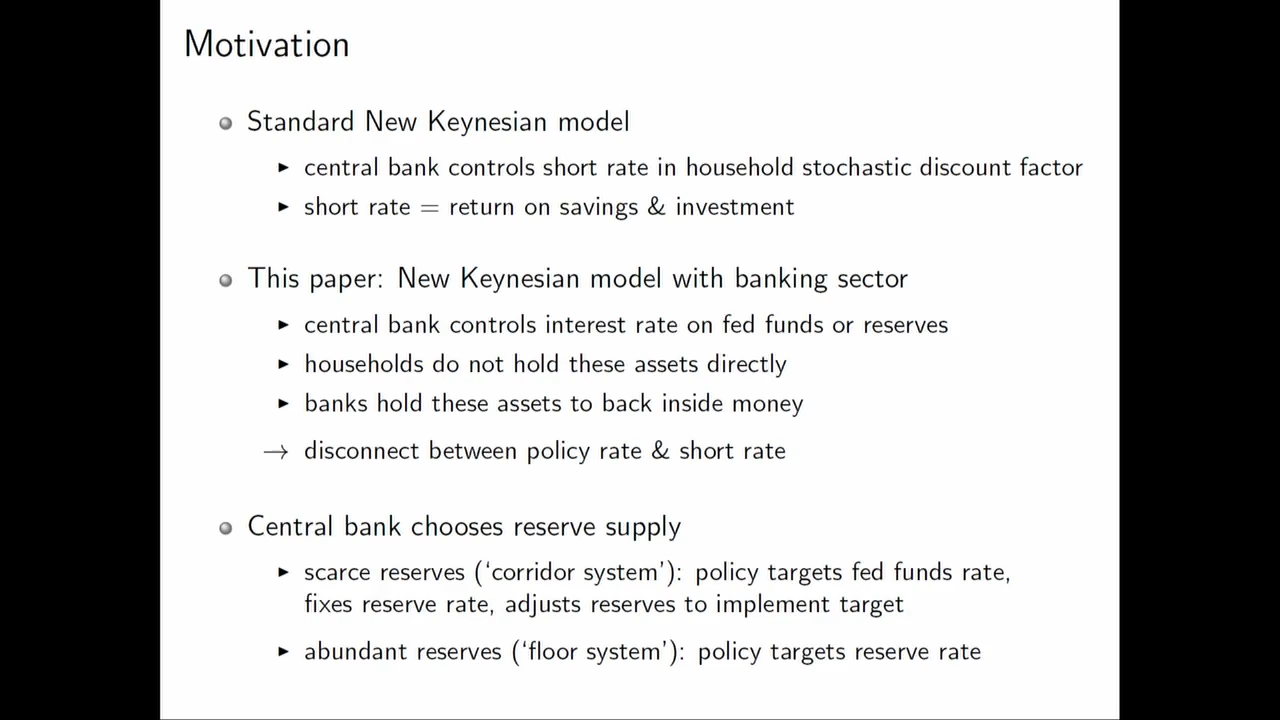 Motivation
Standard New Keynesian model
▶ central bank controls short rate in household stochastic discount factor
▶ short rate = return on savings & investment
This paper: New Keynesian model with banking sector
▶ central bank controls interest rate on fed funds or reserves
▶ households do not hold these assets directly
▶ banks hold these assets to back inside money
→ disconnect between policy rate & short rate
Central bank chooses reserve supply
▶ scarce reserves (‘corridor system’): policy targets fed funds rate,
fixes reserve rate, adjusts reserves to implement target
▶ abundant reserves (‘floor system’): policy targets reserve rate